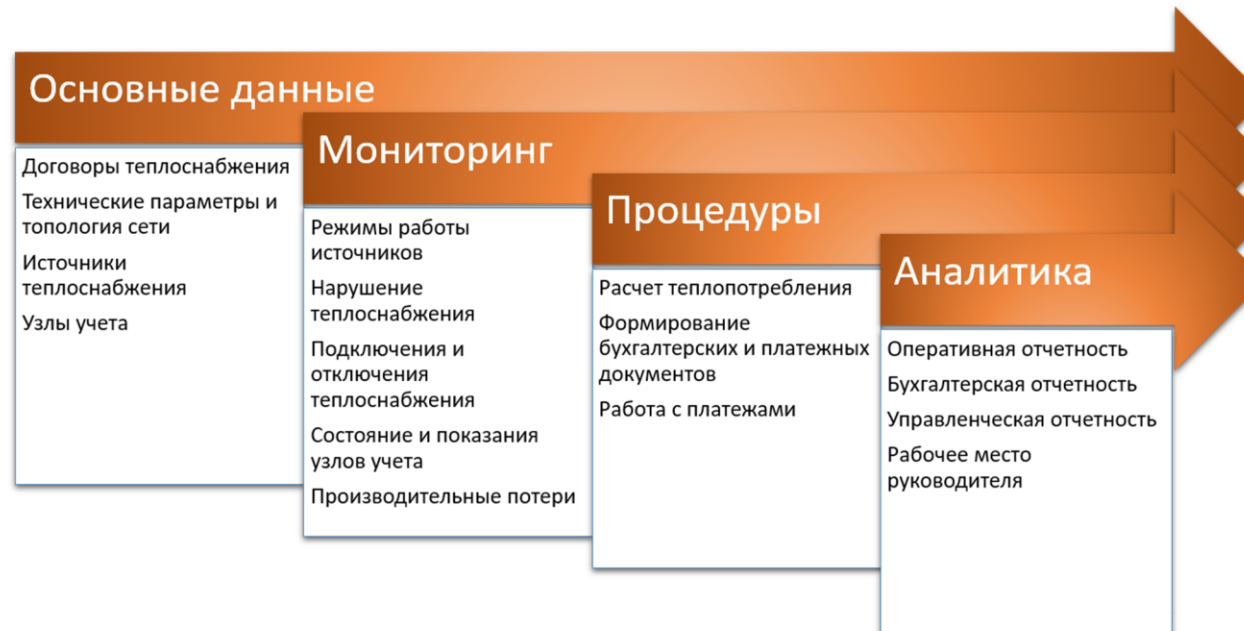 Основные данные
Договоры теплоснабжения
Технические параметры и
топология сети
Источники
теплоснабжения
Узлы учета
Мониторинг
Режимы работы
источников
Нарушение
теплоснабжения
Подключения и
отключения
теплоснабжения
Состояние и показания
узлов учета
Производительные потери
Процедуры
Расчет теплопотребления
Формирование
бухгалтерских и платежных
документов
Работа с платежами
Аналитика
Оперативная отчетность
Бухгалтерская отчетность
Управленческая отчетность
Рабочее место
руководителя